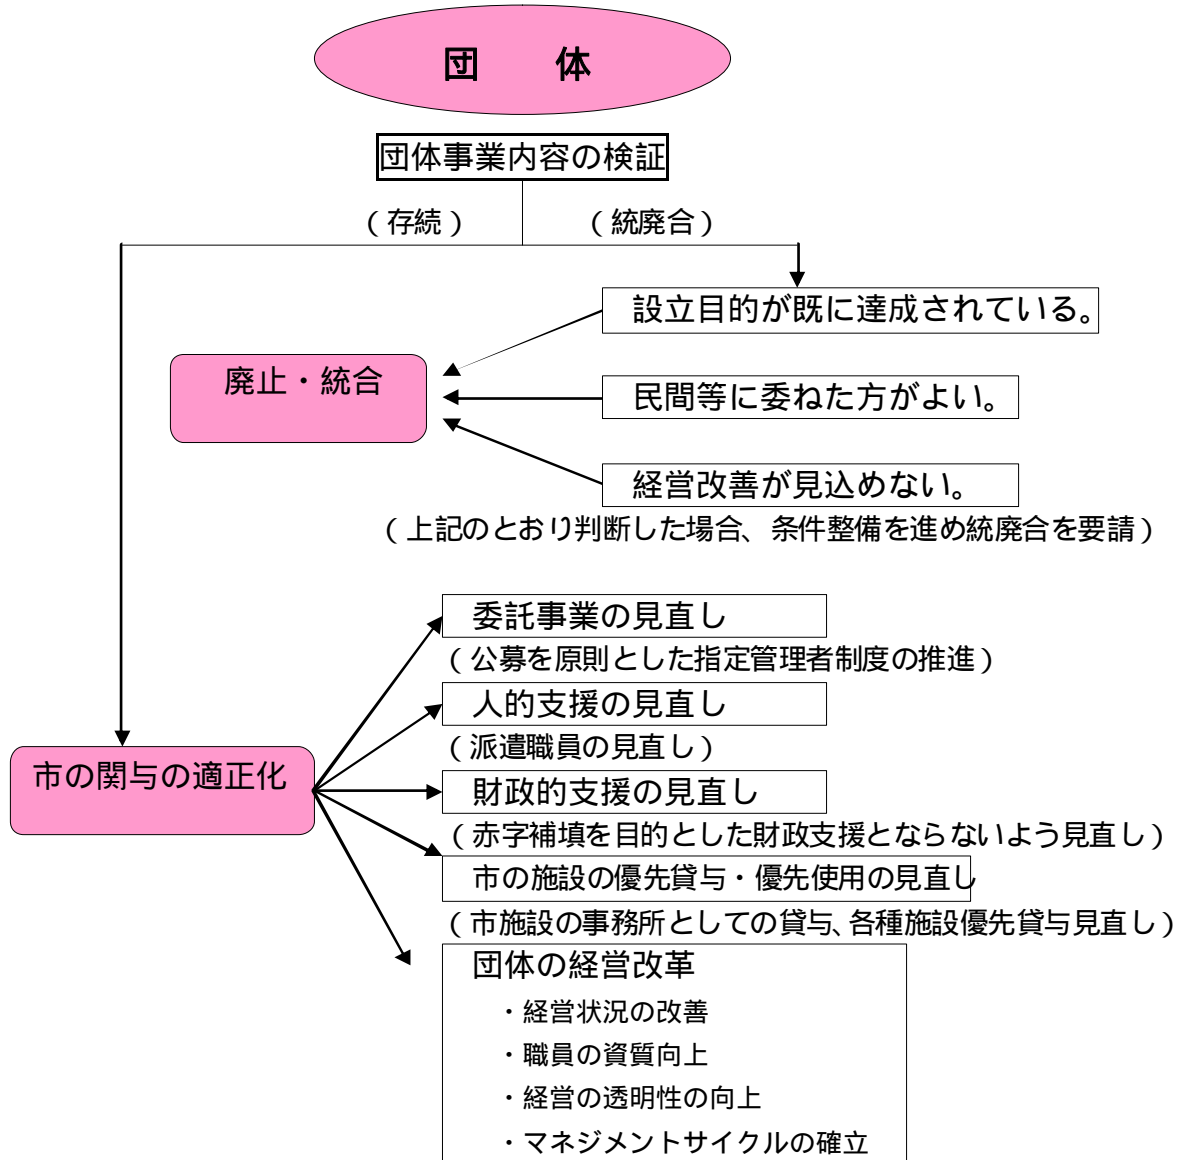 団　　体
団体事業内容の検証
（存続）　　（統廃合）
設立目的が既に達成されている。
廃止・統合
民間等に委ねた方がよい。
経営改善が見込めない。
（上記のとおり判断した場合、条件整備を進め統廃合を要請）
委託事業の見直し
（公募を原則とした指定管理者制度の推進）
人的支援の見直し
（派遣職員の見直し）
市の関与の適正化
財政的支援の見直し
（赤字補填を目的とした財政支援とならないよう見直し）
市の施設の優先貸与・優先使用の見直し
（市施設の事務所としての貸与、各種施設優先貸与見直し）
団体の経営改革
・経営状況の改善
・職員の資質向上
・経営の透明性の向上
・マネジメントサイクルの確立